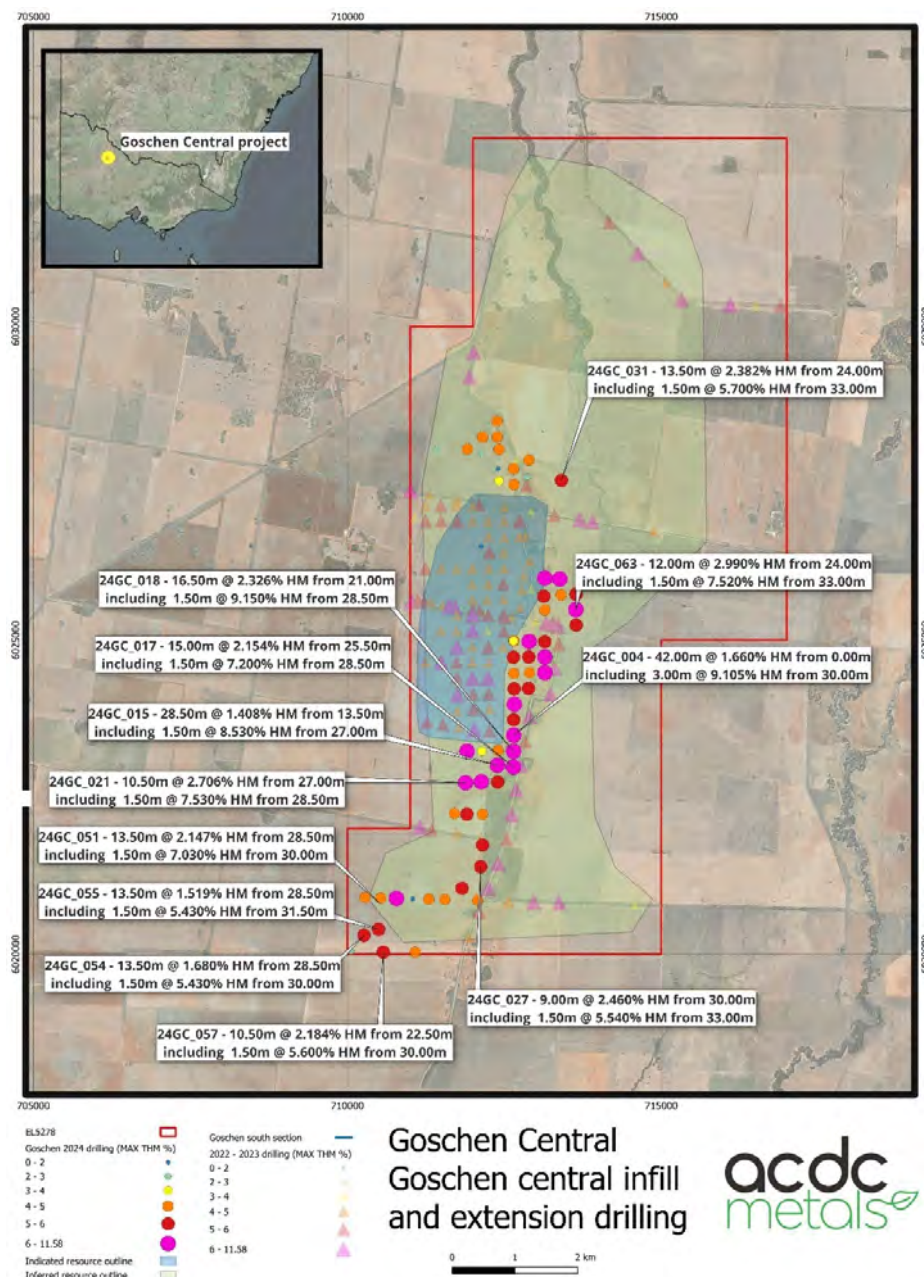 705000
710000
715000
Goschen Central project
6030000
24GC_031 - 13.50m @ 2.382% HM from 24.00m
including 1.50m @ 5.700% HM from 33.00m
24GC_018 - 16.50m @ 2.326% HM from 21.00m
including 1.50m @ 9.150% HM from 28.50m
24GC_063 - 12.00m @ 2.990% HM from 24.00m
including 1.50m @ 7.520% HM from 33.00m
6025000
24GC_017 - 15.00m @ 2.154% HM from 25.50m
including 1.50m @ 7.200% HM from 28.50m
24GC_004 - 42.00m @ 1.660% HM from 0.00m
including 3.00m @ 9.105% HM from 30.00m
24GC_015 - 28.50m @ 1.408% HM from 13.50m
including 1.50m @ 8.530% HM from 27.00m
24GC_021 - 10.50m @ 2.706% HM from 27.00m
including 1.50m @ 7.530% HM from 28.50m
24GC_051 - 13.50m @ 2.147% HM from 28.50m
including 1.50m @ 7.030% HM from 30.00m
24GC_055 - 13.50m @ 1.519% HM from 28.50m
including 1.50m @ 5.430% HM from 31.50m
6020000
24GC_054 - 13.50m @ 1.680% HM from 28.50m
including 1.50m @ 5.430% HM from 30.00m
24GC_027 - 9.00m @ 2.460% HM from 30.00m
including 1.50m @ 5.540% HM from 33.00m
24GC_057 - 10.50m @ 2.184% HM from 22.50m
including 1.50m @ 5.600% HM from 30.00m
705000
710000
715000
EL5278
Goschen 2024 drilling (MAX THM %)
0 - 2
2 - 3
3 - 4
4 - 5
5 - 6
6 - 11.58
Indicated resource outline
Inferred resource outline
Goschen south section
2022 - 2023 drilling (MAX THM %)
0 - 2
2 - 3
3 - 4
4 - 5
5 - 6
6 - 11.58
Goschen Central
Goschen central infill
and extension drilling
0 1 2 km
acdc
metals